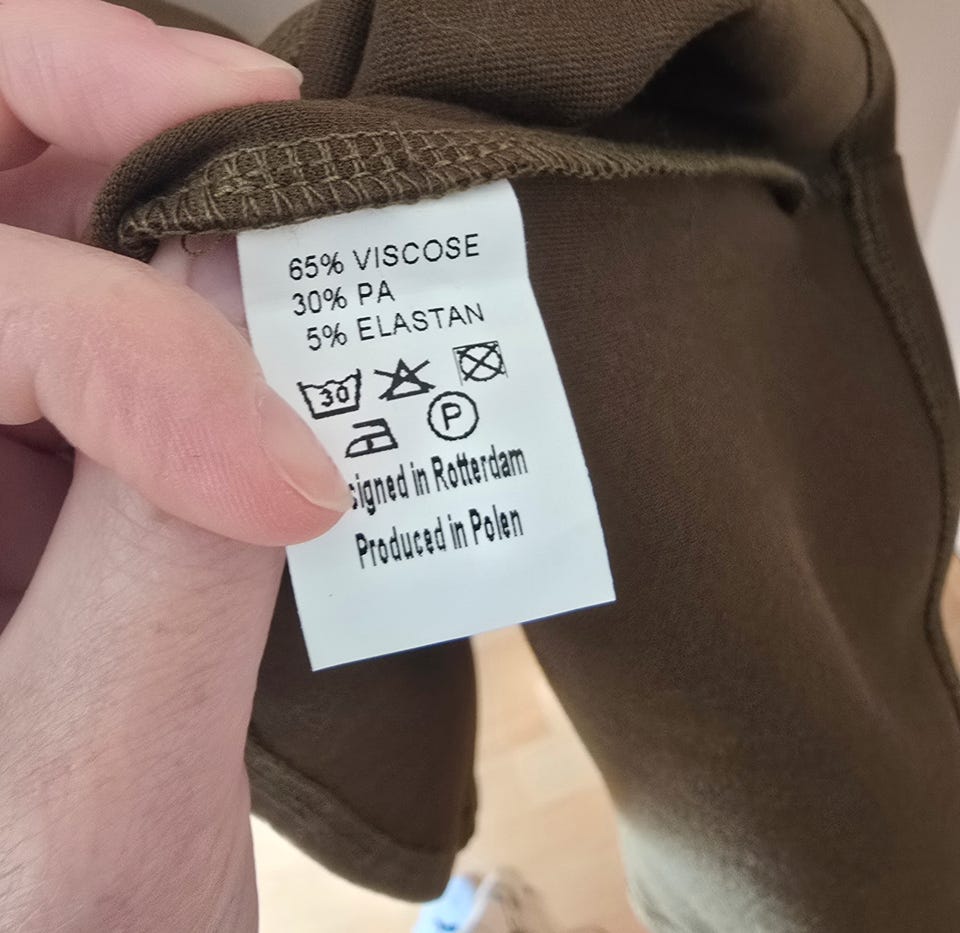 65% VISCOSE
30% PA
5% ELASTAN
30
P
signed in Rotterdam
Produced in Polen